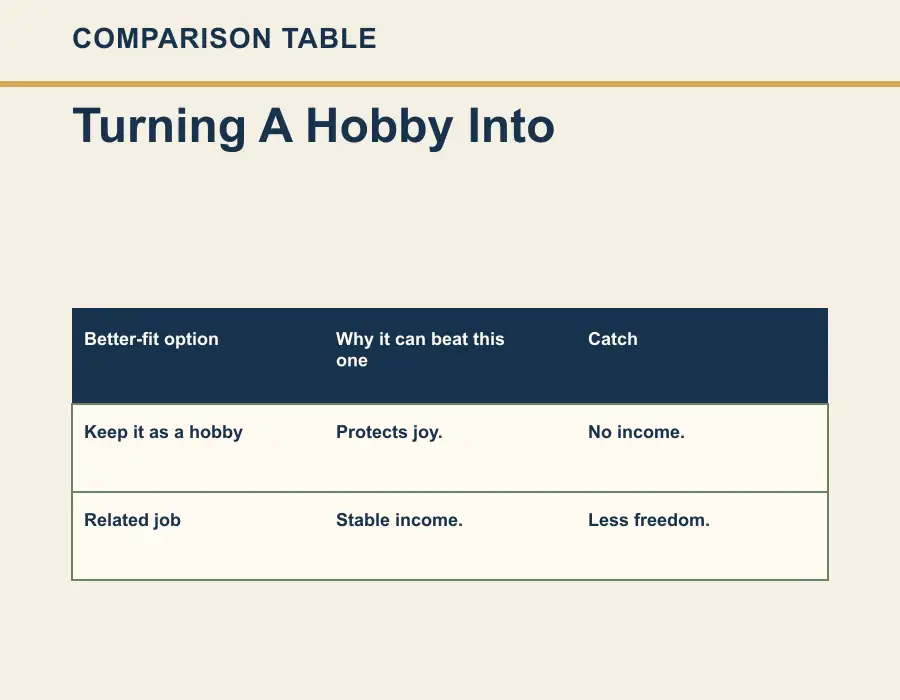 COMPARISON TABLE
Turning A Hobby Into
Better-fit option
Why it can beat this
one
Catch
Keep it as a hobby
Protects joy.
No income.
Related job
Stable income.
Less freedom.